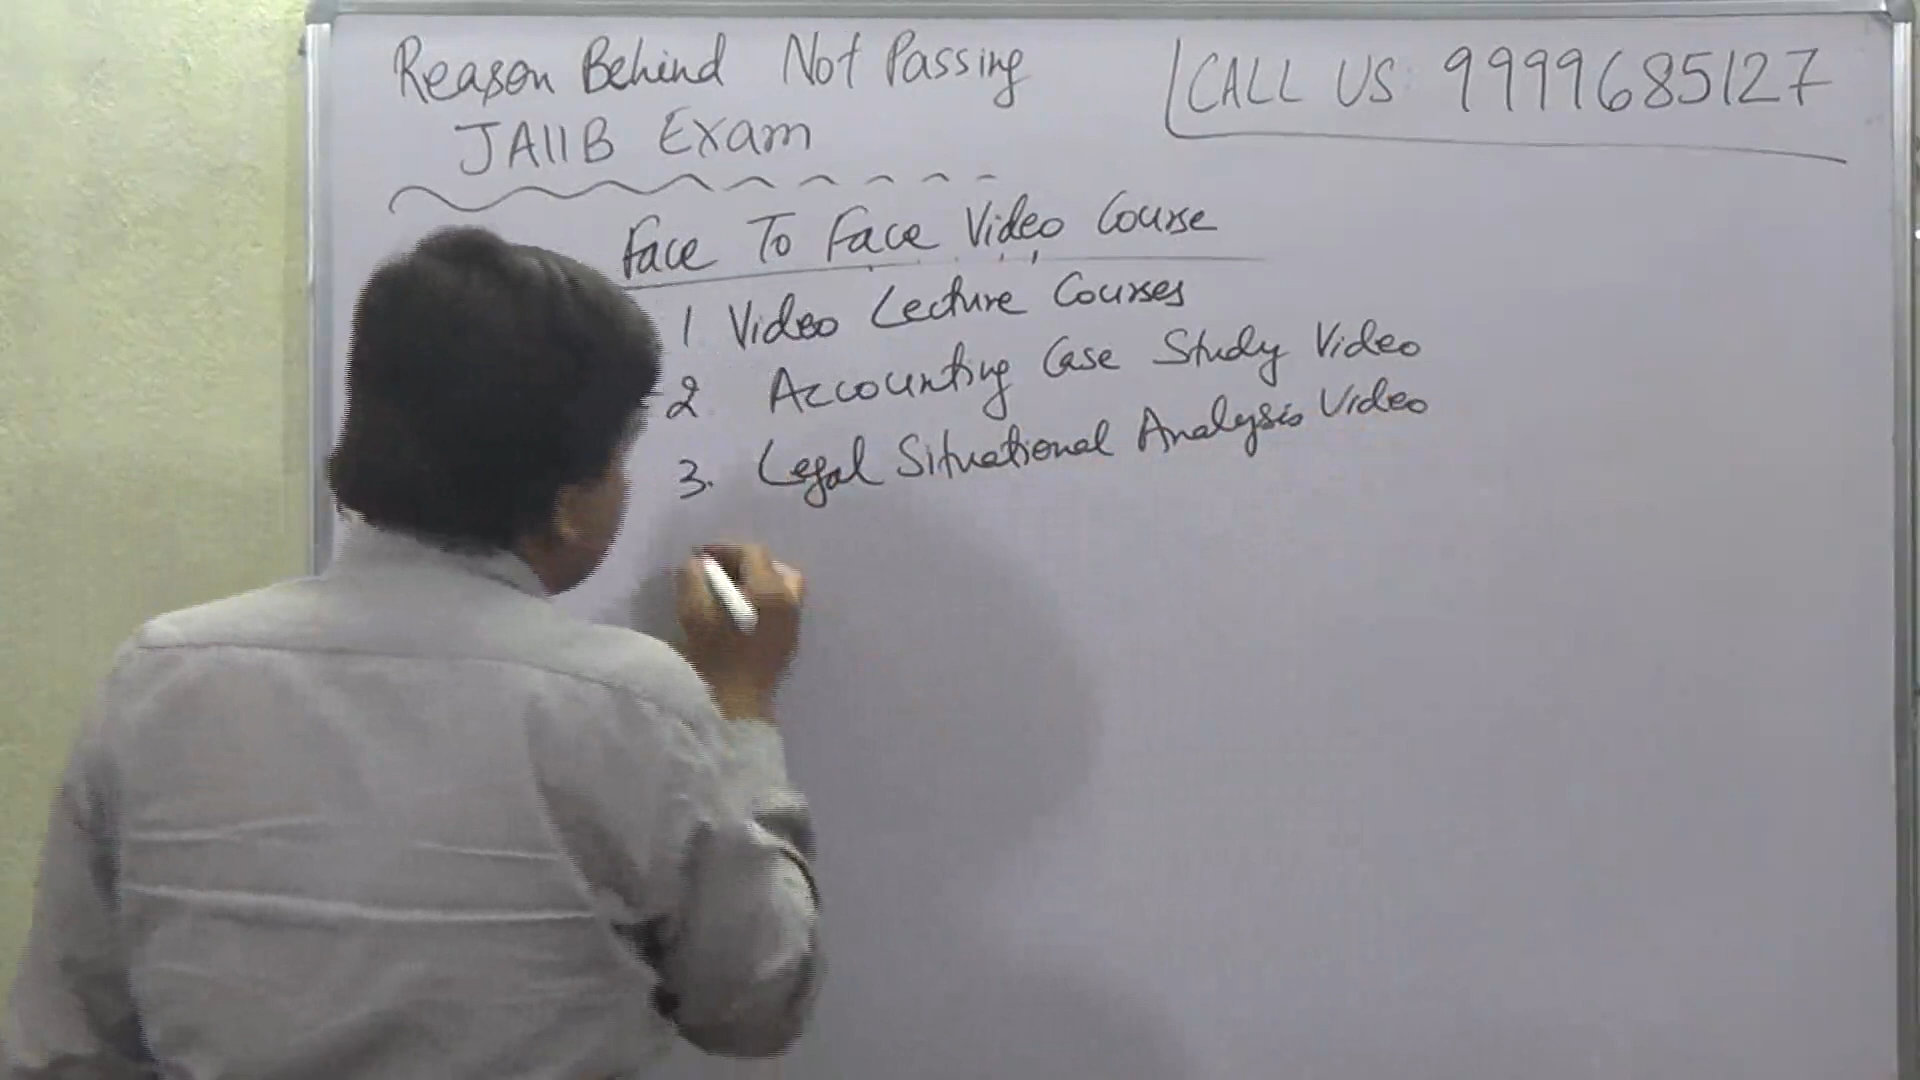 Reason Behind Not Passing
JAIIB Exam
CALL US 9999685127
Face To Face Video Course
1 Video Lecture Courses
2 Accounting Case Study Video
3. Legal Situational Analysis Video